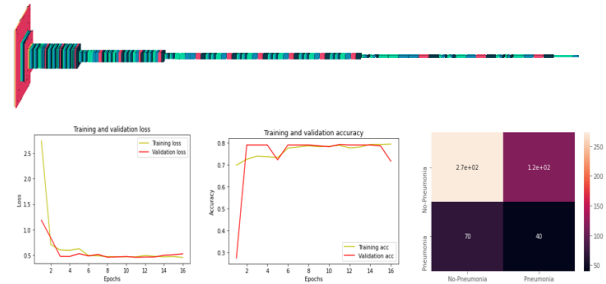 Training and validation loss
Training loss
Validation loss
Loss
2.5
2.0
1.5
1.0
0.5
2 4 6 8 10 12 14 16
Epochs
Training and validation accuracy
Accuracy
0.8
0.7
0.6
0.5
0.4
0.3
Training acc
Validation acc
2 4 6 8 10 12 14 16
Epochs
No-Pneumonia
Pneumonia
2.7e+02 1.2e+02
70 40
No-Pneumonia Pneumonia
250
200
150
100
50